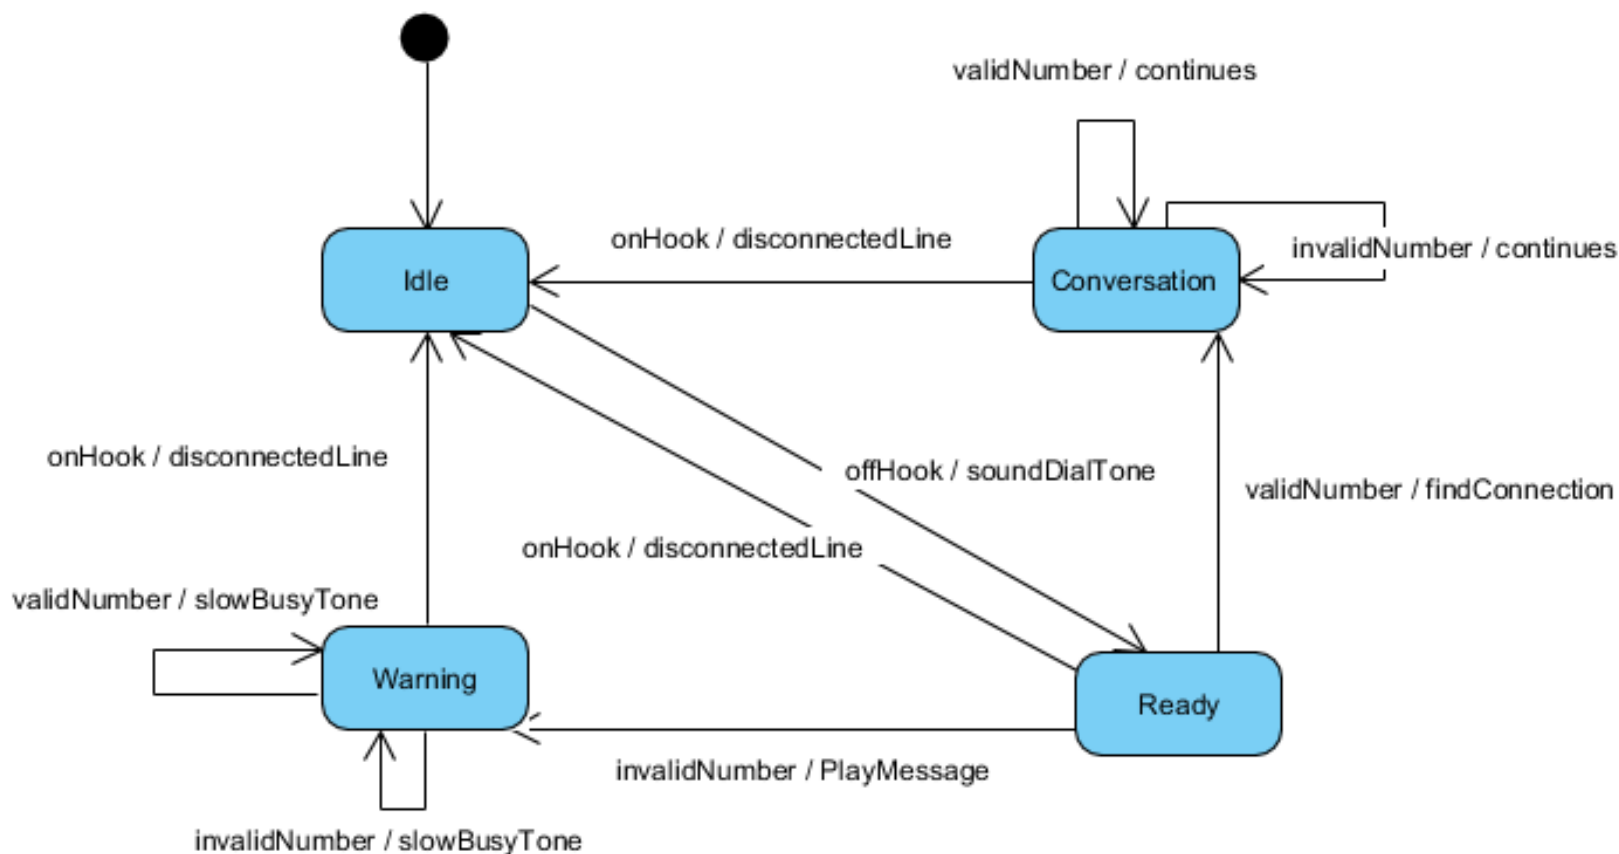 validNumber / continues
onHook / disconnectedLine
invalidNumber / continues
Idle
Conversation
onHook / disconnectedLine
offHook / soundDialTone
validNumber / findConnection
onHook / disconnectedLine
validNumber / slowBusyTone
Warning
Ready
invalidNumber / PlayMessage
invalidNumber / slowBusyTone